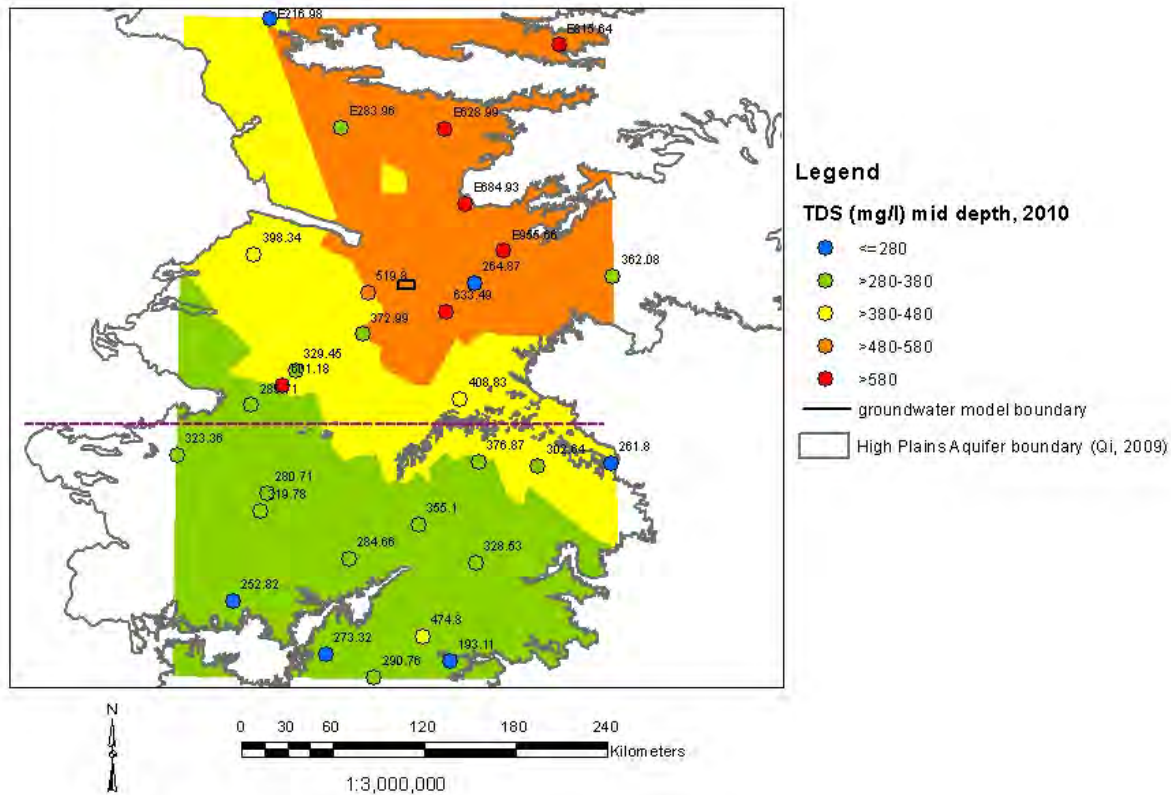 E216.98
E815.64
E283.96
E628.99
E684.93
E955.66
398.34
264.87
362.08
519.8
633.49
372.99
329.45
601.18
408.83
323.36
376.87
302.64
261.8
280.71
319.78
355.1
284.66
328.53
252.82
474.8
273.32
193.11
290.76
Legend
TDS (mg/l) mid depth, 2010
<=280
>280-380
>380-480
>480-580
>580
groundwater model boundary
High Plains Aquifer boundary (Qi, 2009)
N
0 30 60 120 180 240
Kilometers
1:3,000,000